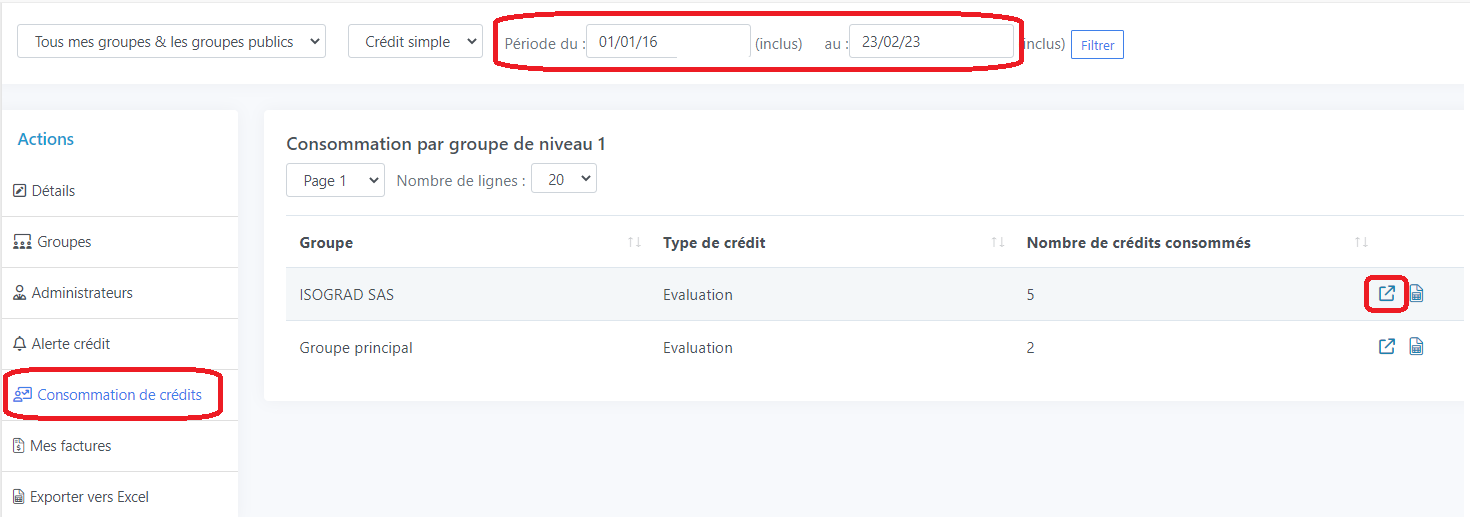 Tous mes groupes & les groupes publics Crédit simple Période du : 01/01/16 (inclus) au : 23/02/23 inclus) Filtrer
Actions
Détails
Groupes
Administrateurs
Alerte crédit
Consommation de crédits
Mes factures
Exporter vers Excel
Consommation par groupe de niveau 1
Page 1 Nombre de lignes : 20
Groupe Type de crédit Nombre de crédits consommés
ISOGRAD SAS Evaluation 5
Groupe principal Evaluation 2